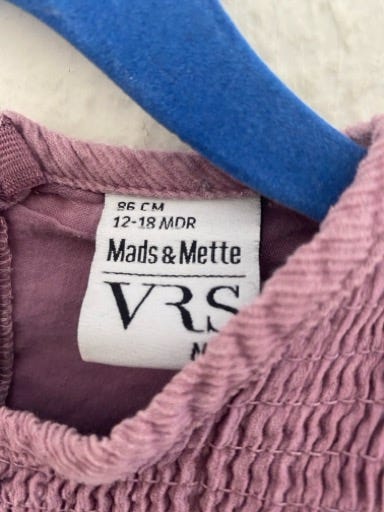 86 CM
12-18 MDR
Mads & Mette
VRS